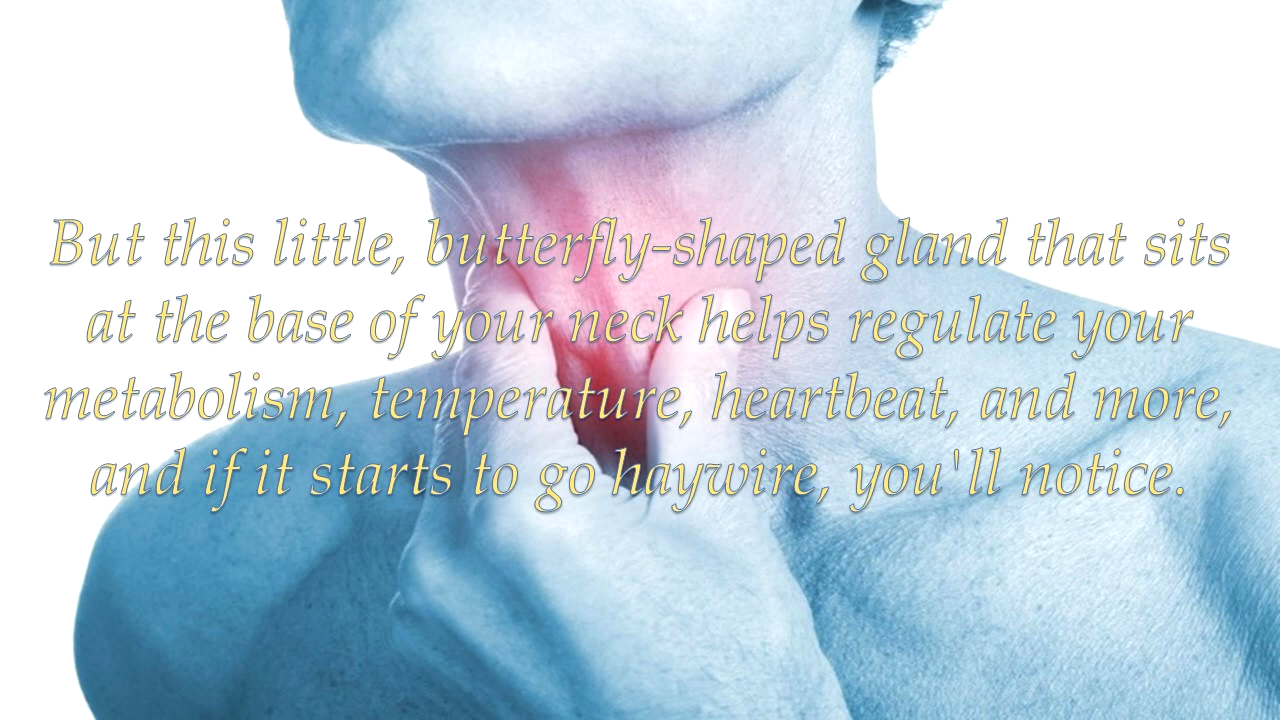 But this little, butterfly-shaped gland that sits
at the base of your neck helps regulate your
metabolism, temperature, heartbeat, and more,
and if it starts to go haywire, you'll notice.